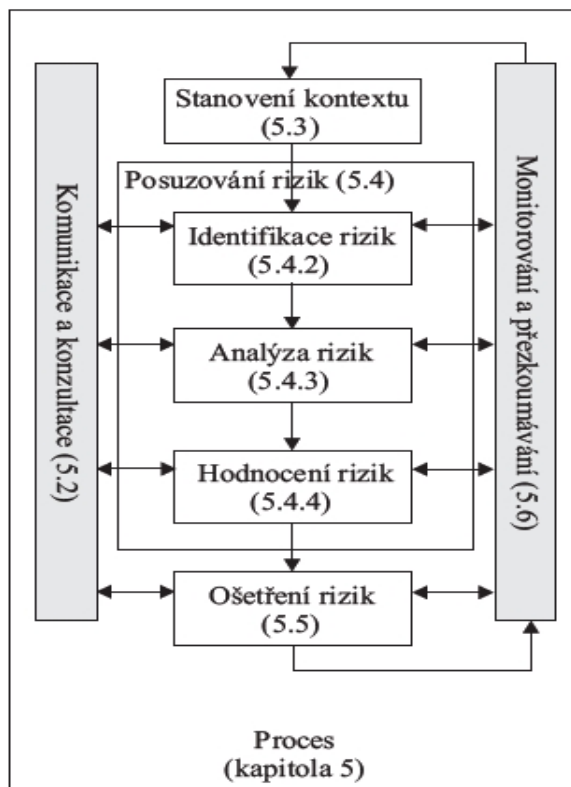 Stanovení kontextu
(5.3)
Posuzování rizik (5.4)
Identifikace rizik
(5.4.2)
Analýza rizik
(5.4.3)
Hodnocení rizik
(5.4.4)
Ošetření rizik
(5.5)
Komunikace a konzultace (5.2)
Monitorování a přezkoumávání (5.6)
Proces
(kapitola 5)